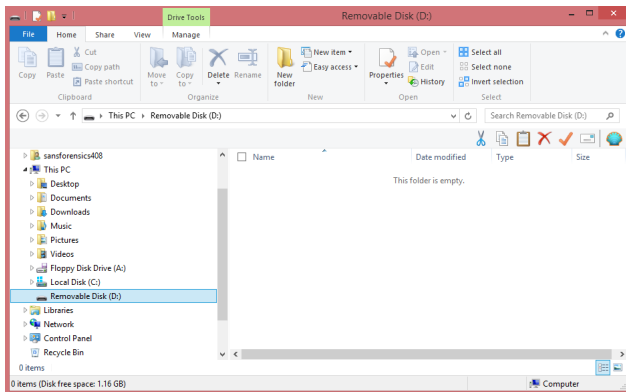 Drive Tools
Removable Disk (D:)
File Home Share View Manage
Copy
Paste
Cut
Copy path
Paste shortcut
Clipboard
Move to
Copy to
Delete
Rename
Organize
New folder
New item
Easy access
New
Properties
Open
Edit
History
Open
Select all
Select none
Invert selection
Select
This PC Removable Disk (D:)
Search Removable Disk (D:)
Name Date modified Type Size
This folder is empty.
sansforensics408
This PC
Desktop
Documents
Downloads
Music
Pictures
Videos
Floppy Disk Drive (A:)
Local Disk (C:)
Removable Disk (D:)
Libraries
Network
Control Panel
Recycle Bin
0 items
0 items (Disk free space: 1.16 GB)
Computer